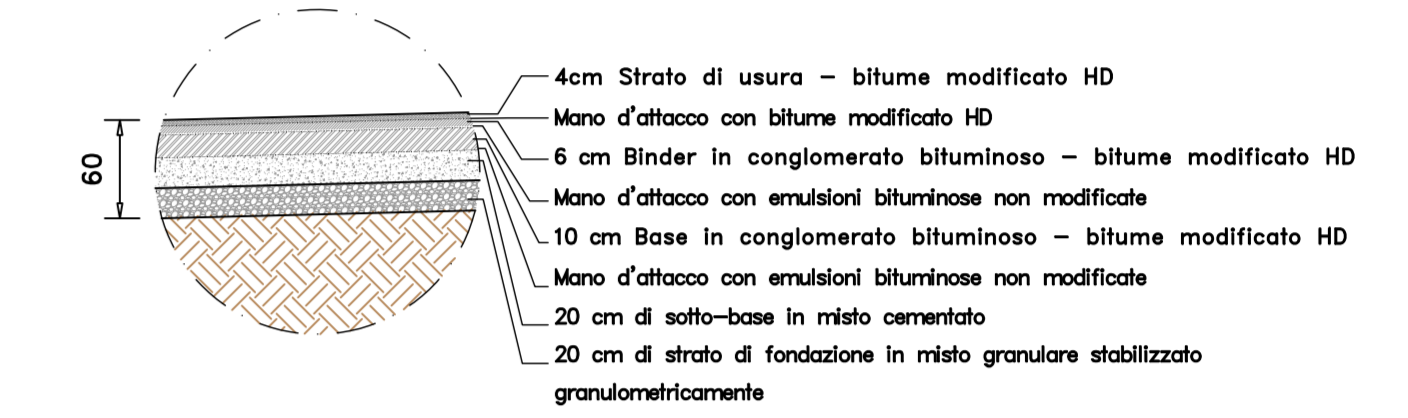 4cm Strato di usura – bitume modificato HD
Mano d'attacco con bitume modificato HD
6 cm Binder in conglomerato bituminoso – bitume modificato HD
60
Mano d'attacco con emulsioni bituminose non modificate
10 cm Base in conglomerato bituminoso – bitume modificato HD
Mano d'attacco con emulsioni bituminose non modificate
20 cm di sotto–base in misto cementato
20 cm di strato di fondazione in misto granulare stabilizzato
granulometricamente